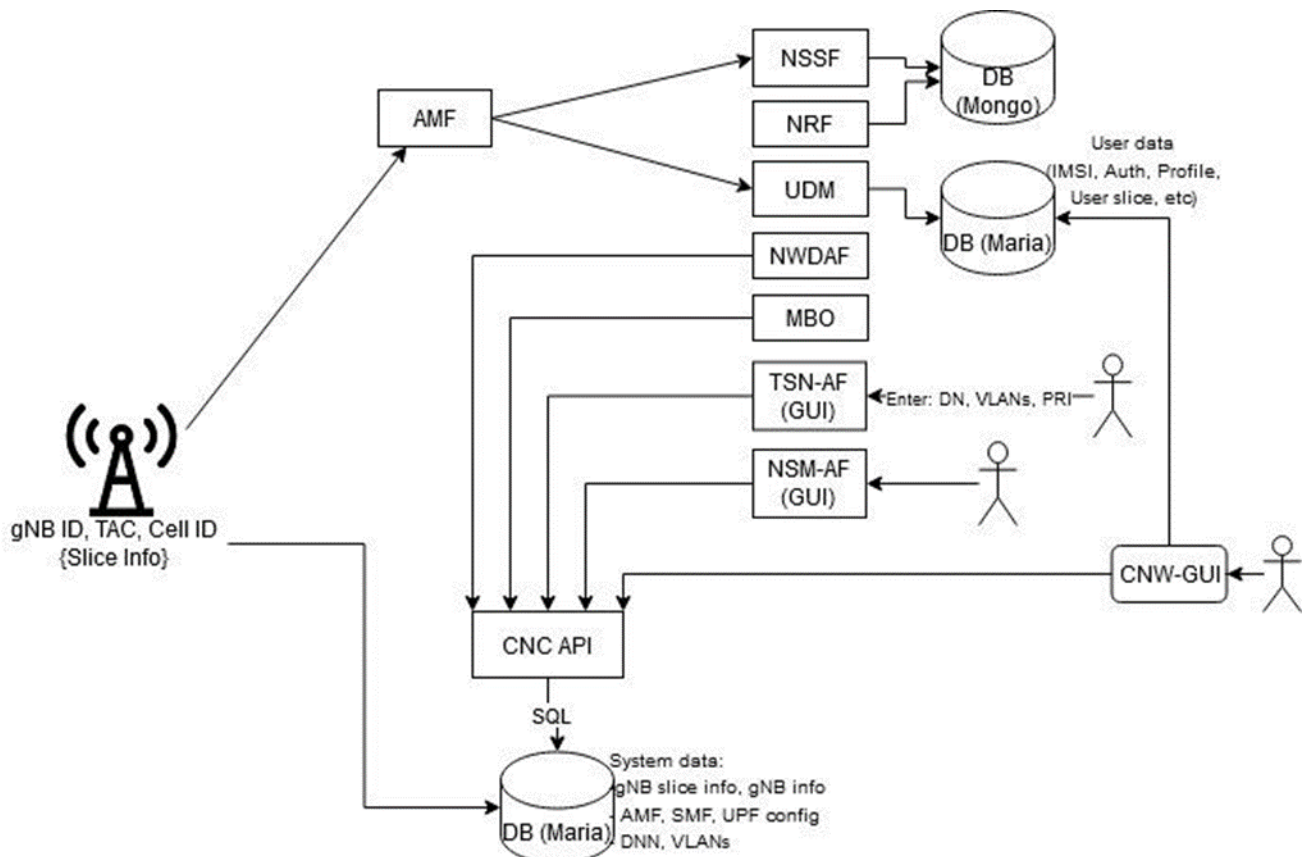 NSSF
DB
(Mongo)
AMF
NRF
User data
(IMSI, Auth, Profile,
User slice, etc)
UDM
DB (Maria)
NWDAF
MBO
TSN-AF
(GUI)
Enter: DN, VLANs, PRI
NSM-AF
(GUI)
gNB ID, TAC, Cell ID
{Slice Info}
CNW-GUI
CNC API
SQL
System data:
-gNB slice info, gNB info
- AMF, SMF, UPF config
- DNN, VLANs
DB (Maria)